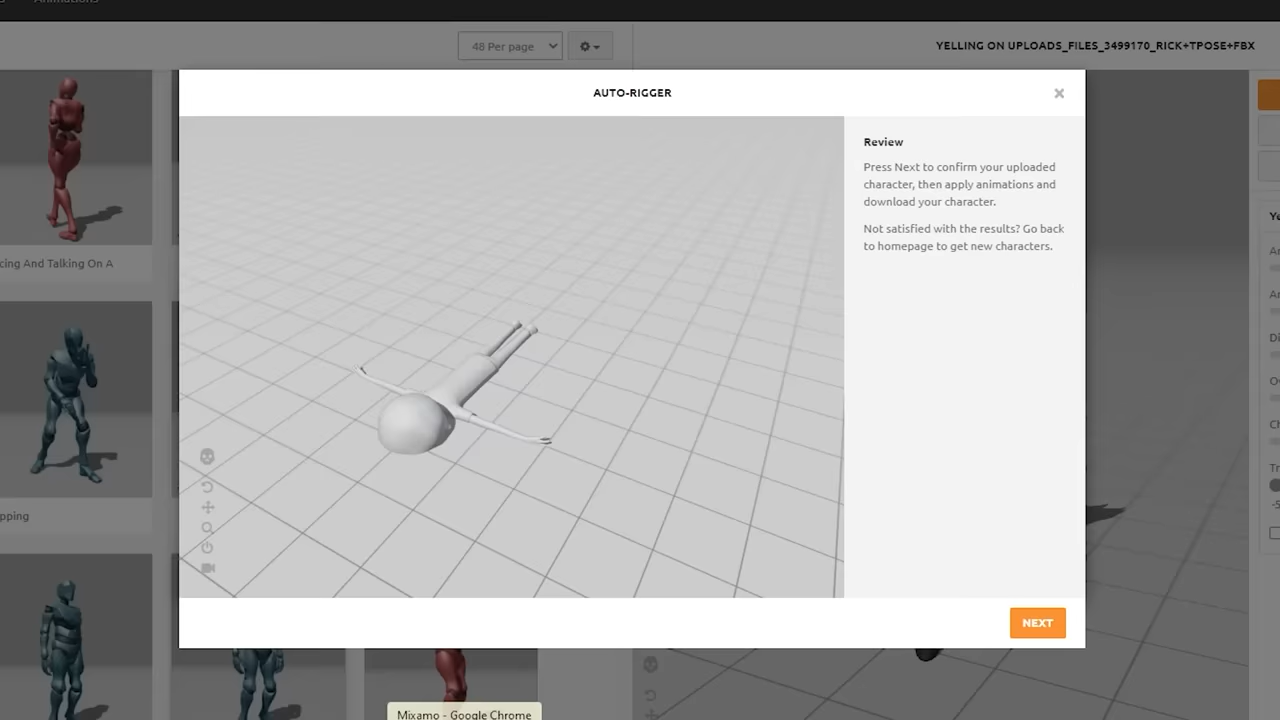 48 Per page
YELLING ON UPLOADS_FILES_3499170_RICK+TPOSE+FBX
AUTO-RIGGER
Review
Press Next to confirm your uploaded
character, then apply animations and
download your character.
Not satisfied with the results? Go back
to homepage to get new characters.
cing And Talking On A
pping
NEXT
Mixamo - Google Chrome